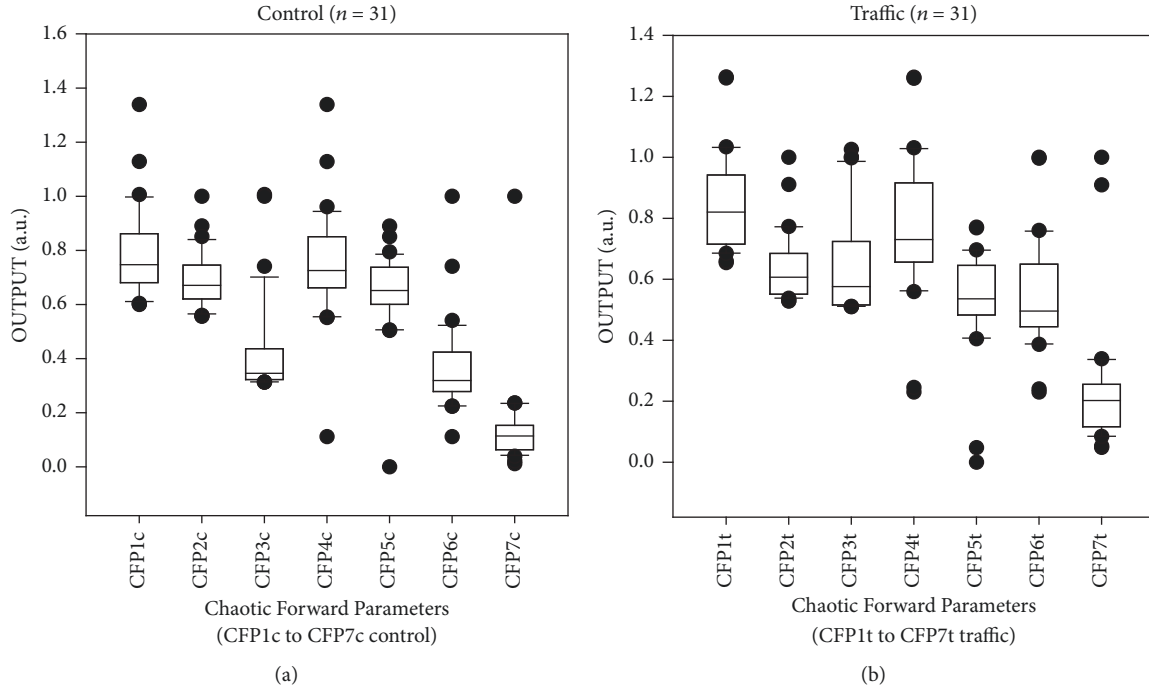 Control (n = 31)
OUTPUT (a.u.)
1.6
1.4
1.2
1.0
0.8
0.6
0.4
0.2
0.0
CFP1c
CFP2c
CFP3c
CFP4c
CFP5c
CFP6c
CFP7c
Chaotic Forward Parameters
(CFP1c to CFP7c control)
(a)
Traffic (n = 31)
OUTPUT (a.u.)
1.4
1.2
1.0
0.8
0.6
0.4
0.2
0.0
CFP1t
CFP2t
CFP3t
CFP4t
CFP5t
CFP6t
CFP7t
Chaotic Forward Parameters
(CFP1t to CFP7t traffic)
(b)